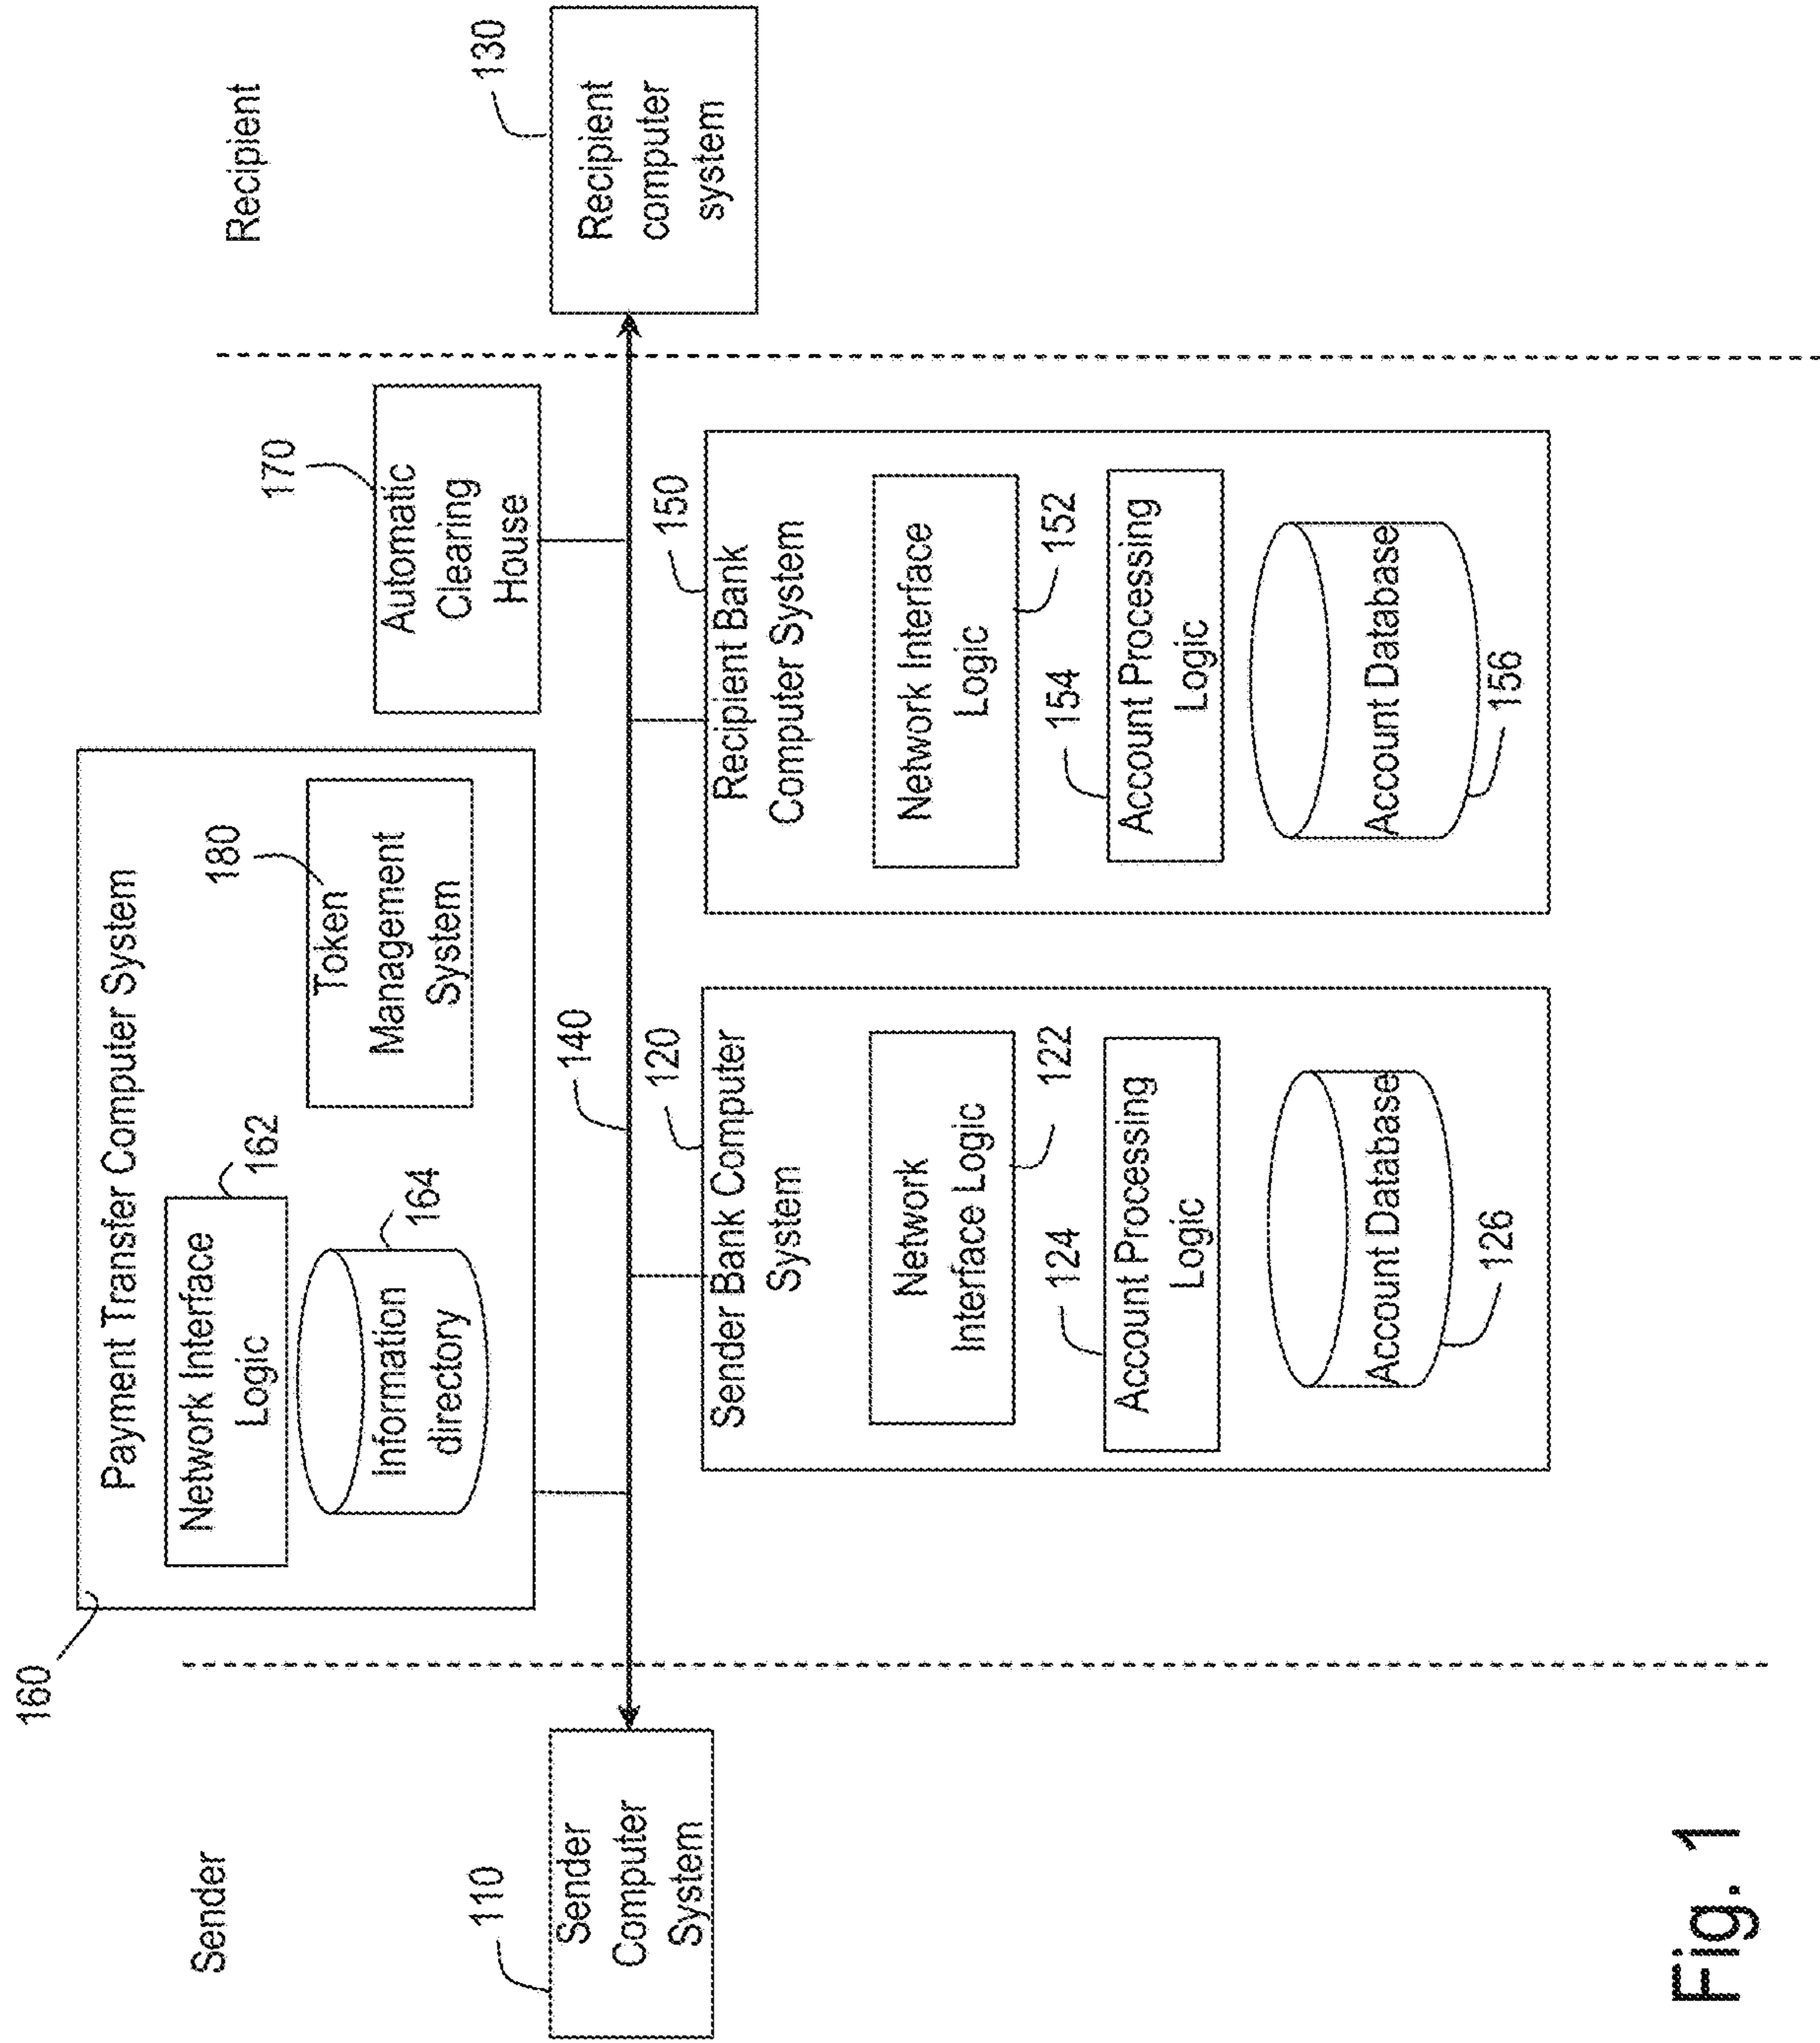 160
Payment Transfer Computer System
Network Interface
Logic
162
Information
directory
164
180
Token
Management
System
170
Automatic
Clearing
House
Sender
110
Sender
Computer
System
140
Recipient
130
Recipient
computer
system
120
Sender Bank Computer
System
Network
Interface Logic
122
124
Account Processing
Logic
Account Database
126
150
Recipient Bank
Computer System
Network Interface
Logic
152
154
Account Processing
Logic
Account Database
156
Fig. 1